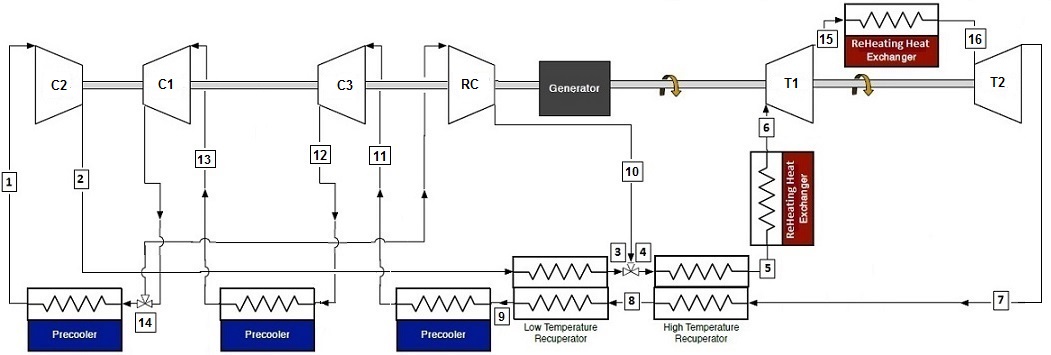 15
ReHeating Heat
Exchanger
16
C2
C1
C3
RC
Generator
T1
T2
6
1
2
13
12
11
10
ReHeating Heat
Exchanger
3
4
5
14
9
8
7
Precooler
Precooler
Precooler
Low Temperature
Recuperator
High Temperature
Recuperator